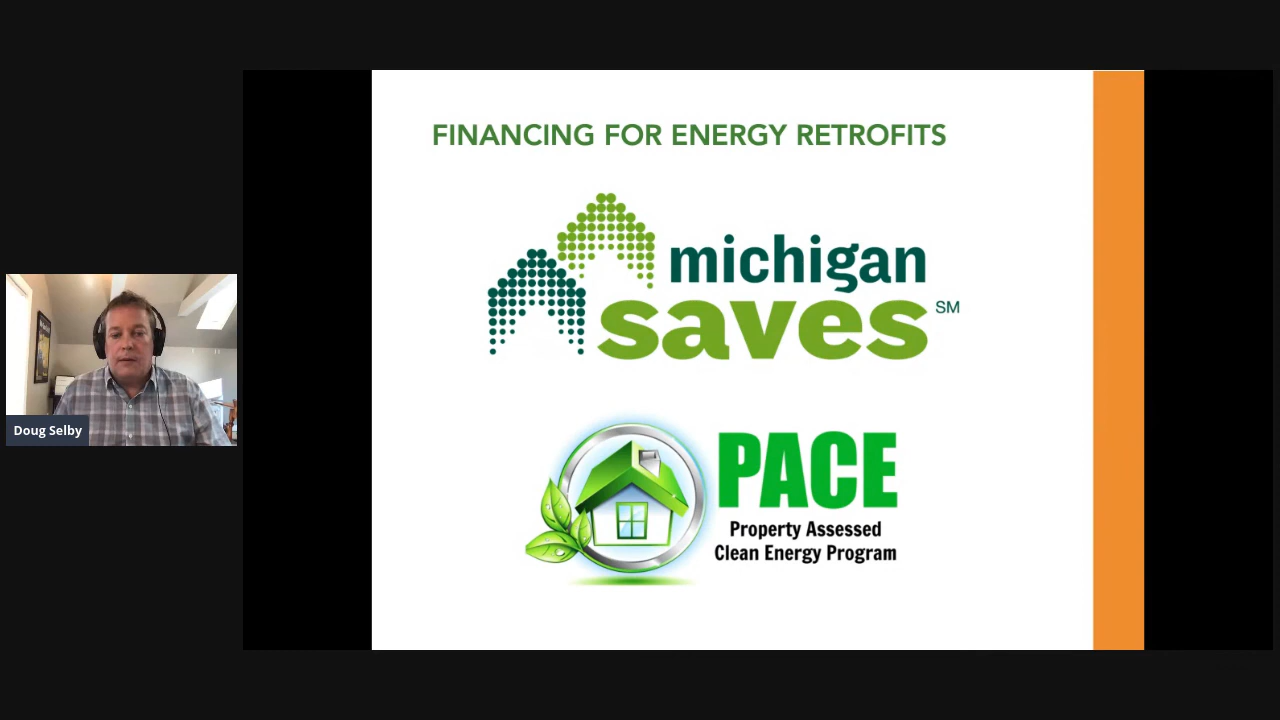 FINANCING FOR ENERGY RETROFITS
michigan
saves SM
PACE
Property Assessed
Clean Energy Program
Doug Selby